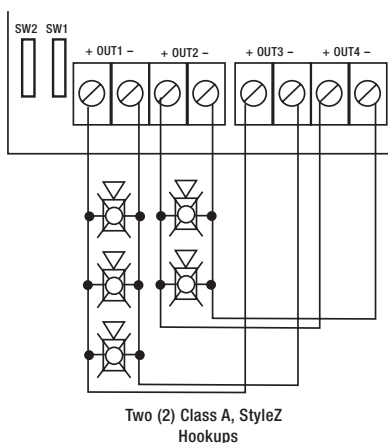 SW2 SW1
+ OUT1 – + OUT2 – + OUT3 – + OUT4 –
Two (2) Class A, StyleZ
Hookups